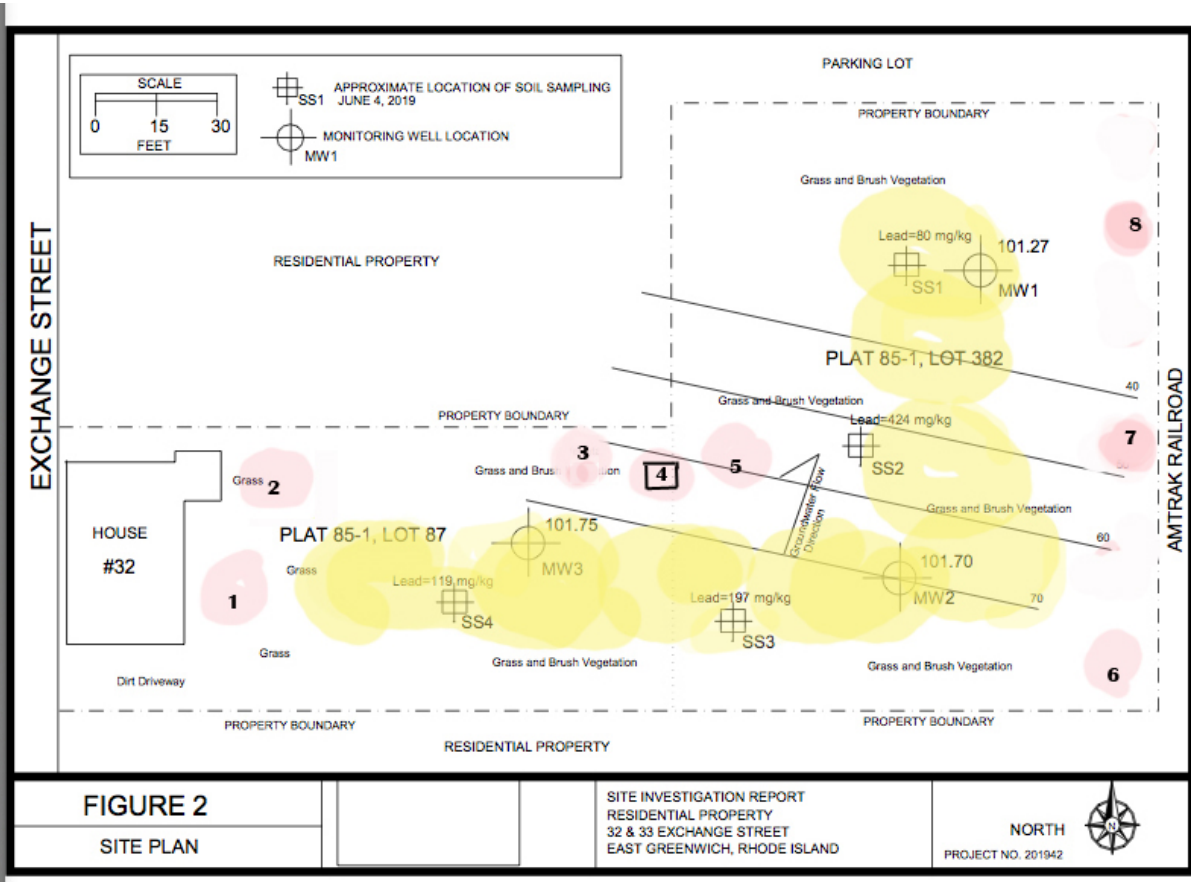 PARKING LOT
SCALE
0 15 30
FEET
SS1
APPROXIMATE LOCATION OF SOIL SAMPLING
JUNE 4, 2019
MONITORING WELL LOCATION
MW1
PROPERTY BOUNDARY
Grass and Brush Vegetation
8
Lead=80 mg/kg
101.27
SS1
MW1
RESIDENTIAL PROPERTY
EXCHANGE STREET
PLAT 85-1, LOT 382
40
AMTRAK RAILROAD
Grass and Brush Vegetation
PROPERTY BOUNDARY
Lead=424 mg/kg
7
SS2
3
4
5
Grass and Brush
Grass
2
Groundwater Flow
Direction
Grass and Brush Vegetation
HOUSE
#32
PLAT 85-1, LOT 87
101.75
MW3
60
101.70
MW2
70
Grass
Lead=119 mg/kg
SS4
Lead=197 mg/kg
SS3
1
Grass
Grass and Brush Vegetation
Grass and Brush Vegetation
6
Dirt Driveway
PROPERTY BOUNDARY
PROPERTY BOUNDARY
RESIDENTIAL PROPERTY
FIGURE 2
SITE PLAN
SITE INVESTIGATION REPORT
RESIDENTIAL PROPERTY
32 & 33 EXCHANGE STREET
EAST GREENWICH, RHODE ISLAND
NORTH
N
PROJECT NO. 201942